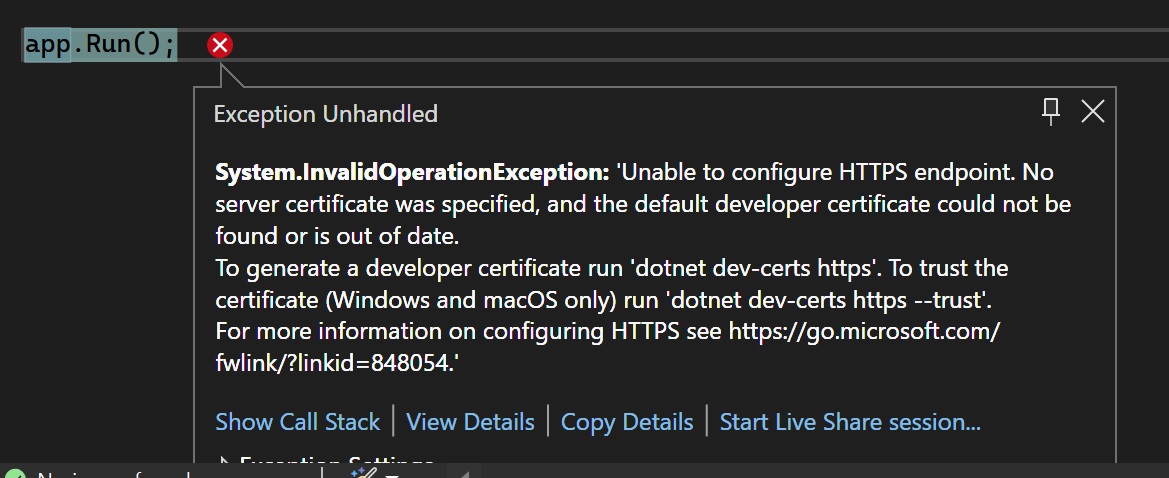 app.Run();
Exception Unhandled
System.InvalidOperationException: 'Unable to configure HTTPS endpoint. No
server certificate was specified, and the default developer certificate could not be
found or is out of date.
To generate a developer certificate run 'dotnet dev-certs https'. To trust the
certificate (Windows and macOS only) run 'dotnet dev-certs https --trust'.
For more information on configuring HTTPS see https://go.microsoft.com/
fwlink/?linkid=848054.'
Show Call Stack | View Details | Copy Details | Start Live Share session...
Exception Settings